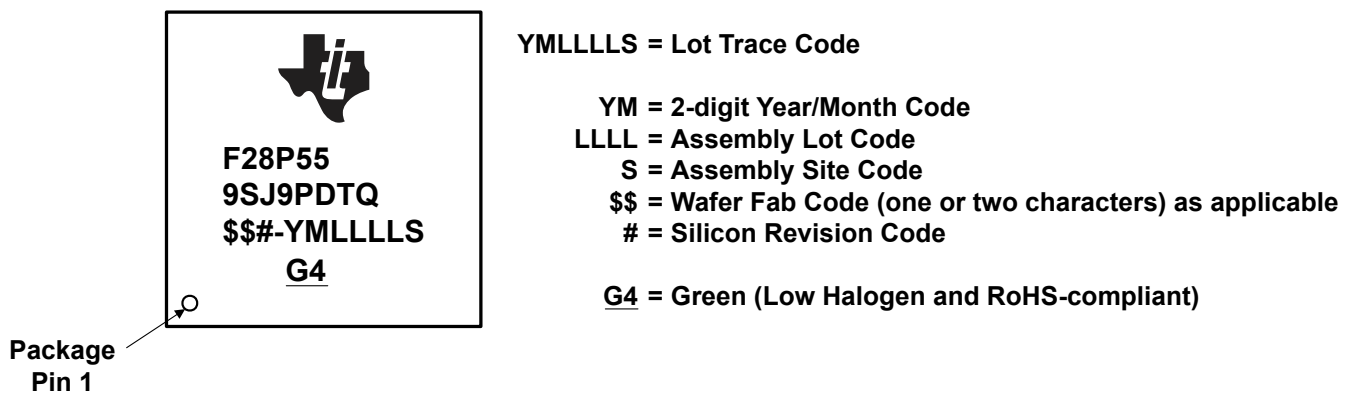 F28P55
9SJ9PDTQ
$$#-YMLLLLS
G4
Package
Pin 1
YMLLLLS = Lot Trace Code
YM = 2-digit Year/Month Code
LLLL = Assembly Lot Code
S = Assembly Site Code
$$ = Wafer Fab Code (one or two characters) as applicable
# = Silicon Revision Code
G4 = Green (Low Halogen and RoHS-compliant)